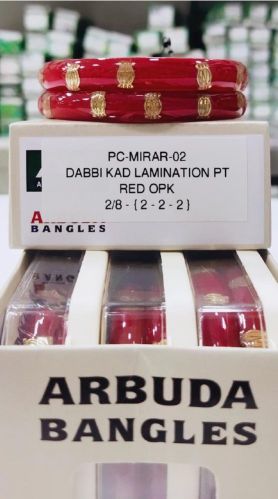 PC-MIRAR-02
DABBI KAD LAMINATION PT
RED OPK
2/8 - { 2 - 2 - 2 }
BANGLES
ARBUDA
BANGLES